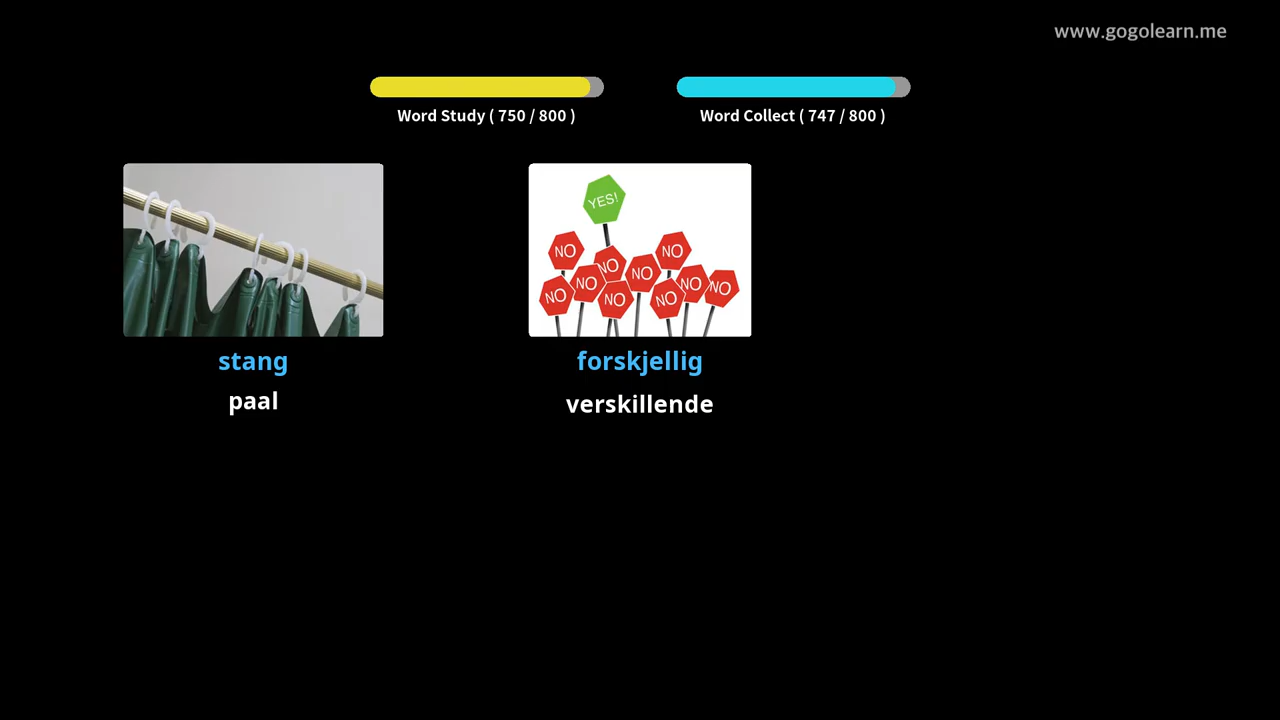 www.gogolearn.me
Word Study ( 750 / 800 )
Word Collect ( 747 / 800 )
YES!
NO
NO
NO
NO
NO
NO
NO
NO
NO
NO
stang
forskjellig
paal
verskillende